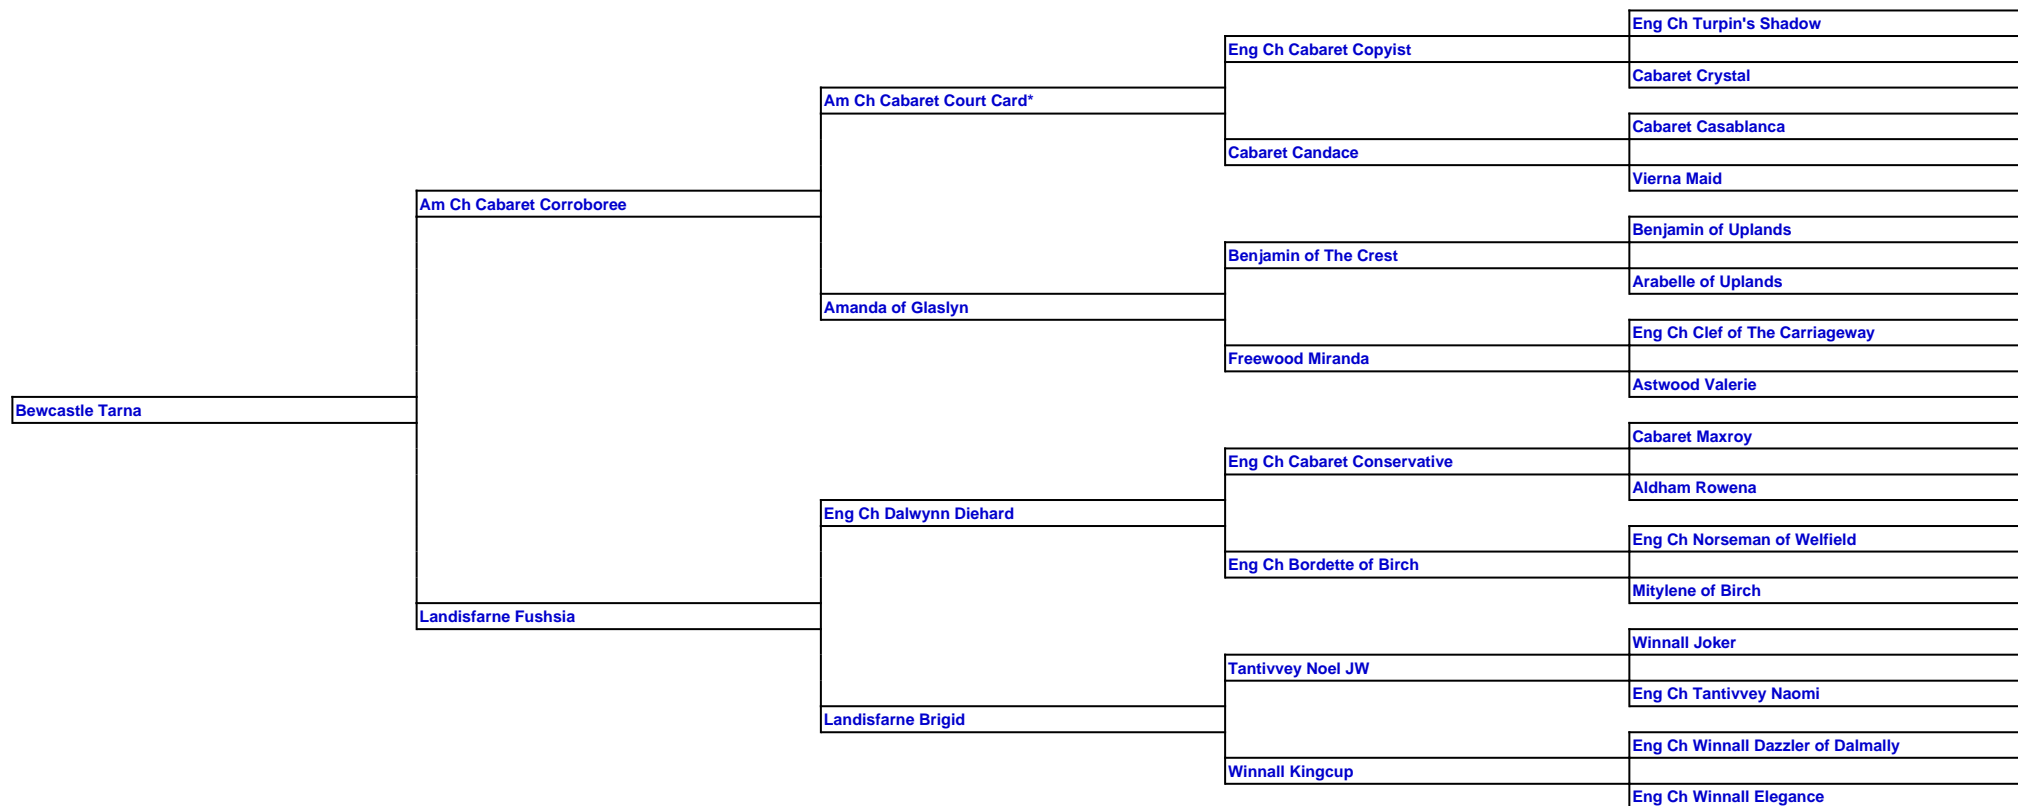 Eng Ch Turpin's Shadow
Eng Ch Cabaret Copyist
Cabaret Crystal
Am Ch Cabaret Court Card*
Cabaret Casablanca
Cabaret Candace
Vierna Maid
Am Ch Cabaret Corroboree
Benjamin of Uplands
Benjamin of The Crest
Arabelle of Uplands
Amanda of Glaslyn
Eng Ch Clef of The Carriageway
Freewood Miranda
Astwood Valerie
Bewcastle Tarna
Cabaret Maxroy
Eng Ch Cabaret Conservative
Aldham Rowena
Eng Ch Dalwynn Diehard
Eng Ch Norseman of Welfield
Eng Ch Bordette of Birch
Mitylene of Birch
Landisfarne Fushsia
Winnall Joker
Tantivvey Noel JW
Eng Ch Tantivvey Naomi
Landisfarne Brigid
Eng Ch Winnall Dazzler of Dalmally
Winnall Kingcup
Eng Ch Winnall Elegance